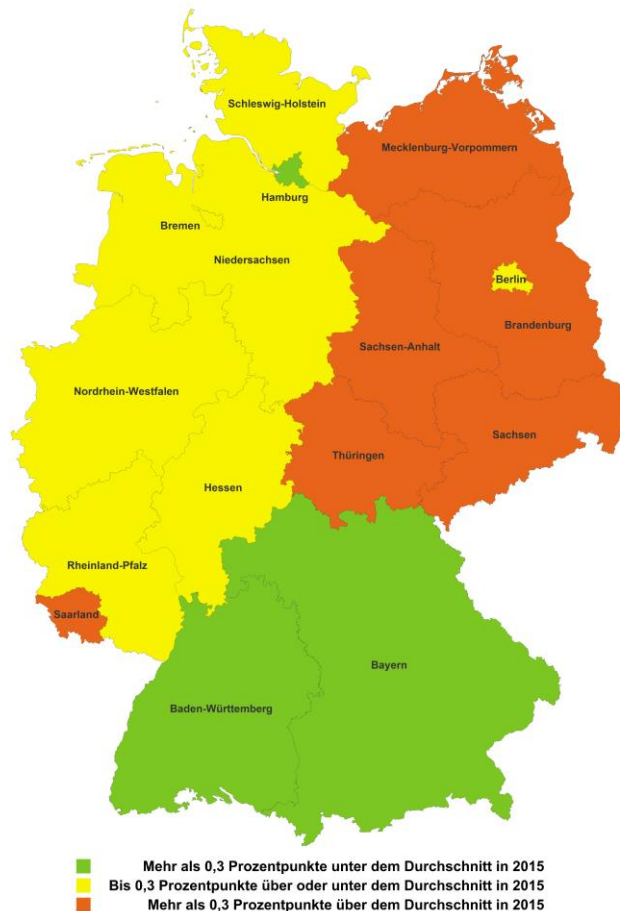 Schleswig-Holstein
Mecklenburg-Vorpommern
Hamburg
Bremen
Niedersachsen
Berlin
Brandenburg
Sachsen-Anhalt
Nordrhein-Westfalen
Sachsen
Thüringen
Hessen
Rheinland-Pfalz
Saarland
Bayern
Baden-Württemberg
Mehr als 0,3 Prozentpunkte unter dem Durchschnitt in 2015
Bis 0,3 Prozentpunkte über oder unter dem Durchschnitt in 2015
Mehr als 0,3 Prozentpunkte über dem Durchschnitt in 2015